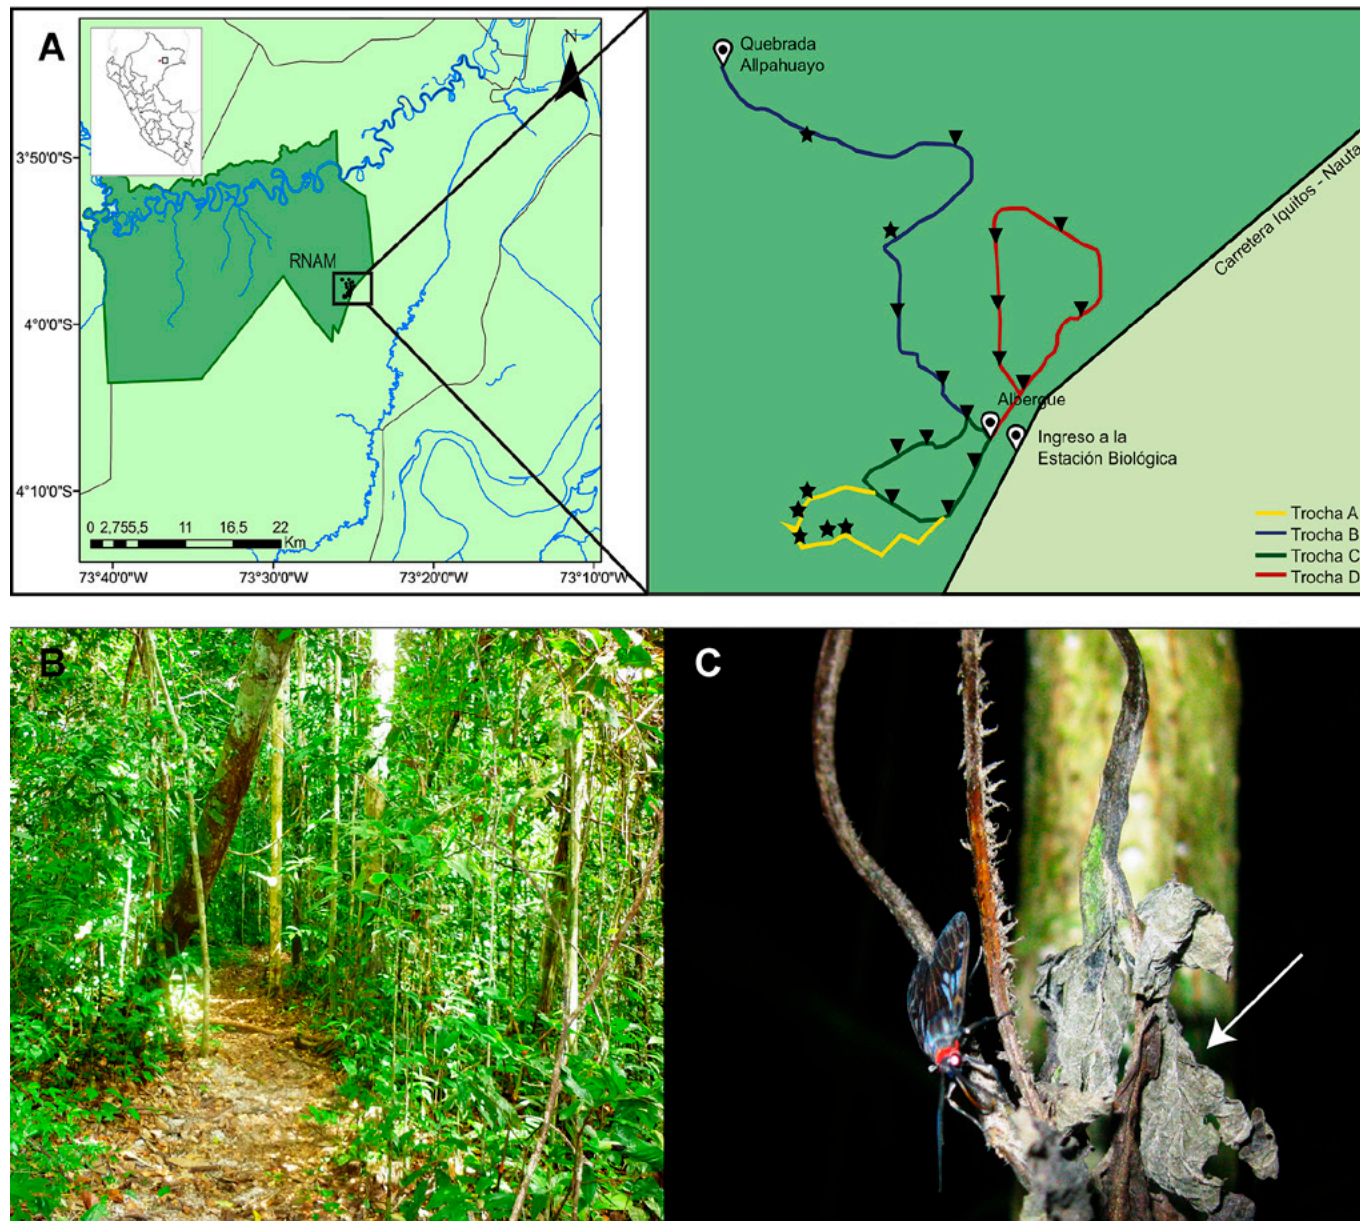 A
N
3°50'0"S
RNAM
4°0'0"S
4°10'0"S
0 2,755,5 11 16.5 22
Km
73°40'0"W 73°30'0"W 73°20'0"W 73°10'0"W
Quebrada
Allpahuayo
Carretera Iquitos - Nauta
Albergue
Ingreso a la
Estación Biológica
Trocha A
Trocha B
Trocha C
Trocha D
B
C